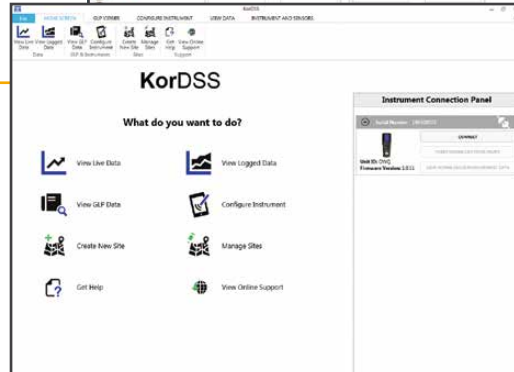 KorDSS
File HOME SCREEN GLP VIEWER CONFIGURE INSTRUMENT VIEW DATA INSTRUMENT AND SENSORS
View Live Data View Logged Data View GLP Data Configure Instrument Create New Site Manage Sites Get Help View Online Support
Data GLP & Instruments Sites Support
KorDSS
What do you want to do?
View Live Data View Logged Data
View GLP Data Configure Instrument
Create New Site Manage Sites
Get Help View Online Support
Instrument Connection Panel
Serial Number
CONNECT
Unit ID:
Firmware Version: